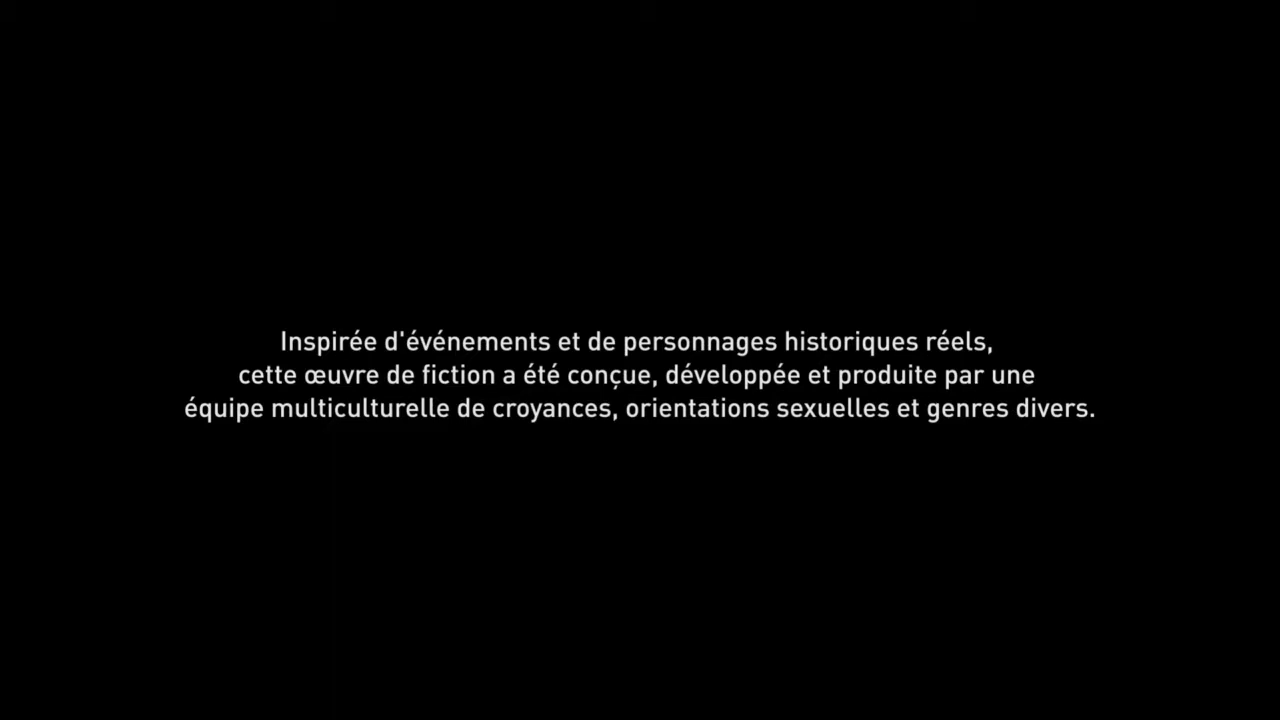 Inspirée d'événements et de personnages historiques réels,
cette œuvre de fiction a été conçue, développée et produite par une
équipe multiculturelle de croyances, orientations sexuelles et genres divers.